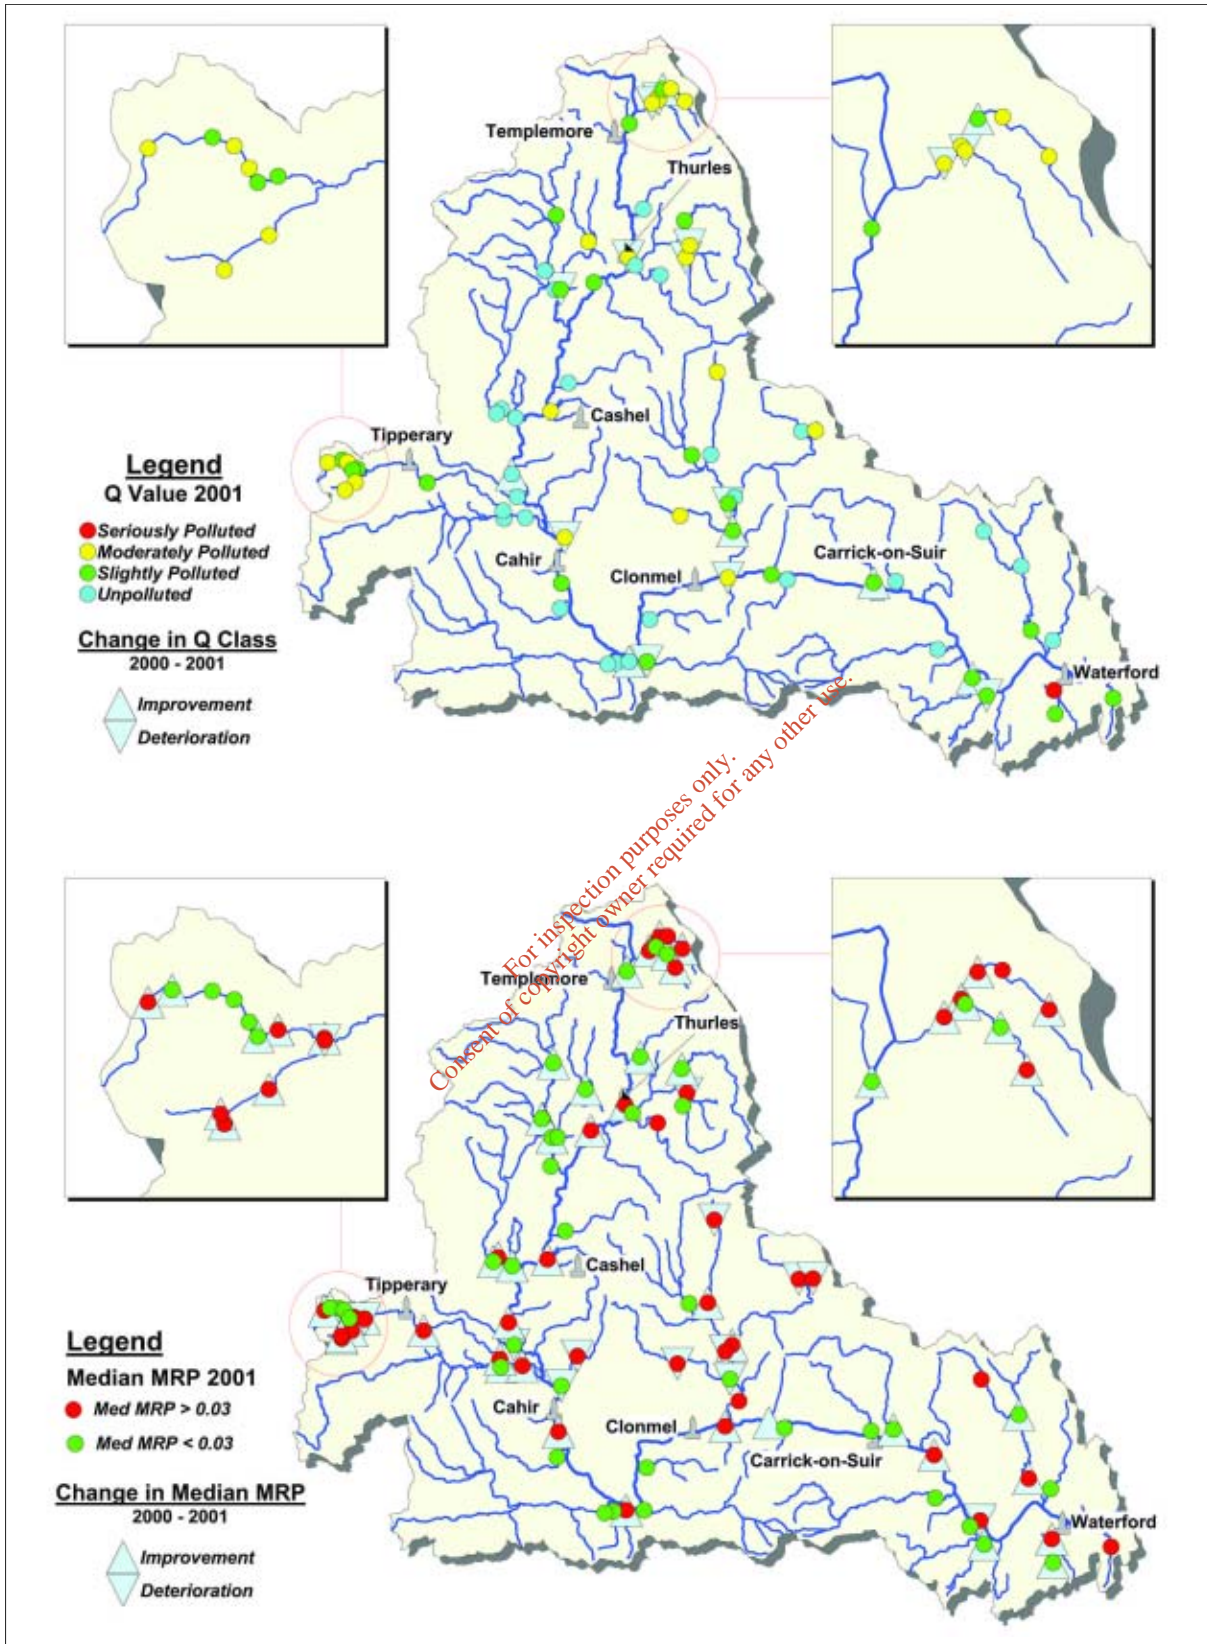 Templemore
Thurles
Cashel
Tipperary
Legend
Q Value 2001
Seriously Polluted
Moderately Polluted
Slightly Polluted
Unpolluted
Cahir
Clonmel
Carrick-on-Suir
Change in Q Class
2000 - 2001
Improvement
Deterioration
Waterford
For inspection purposes only.
Consent of copyright owner required for any other use.
Templemore
Thurles
Cashel
Tipperary
Legend
Median MRP 2001
Med MRP > 0.03
Med MRP < 0.03
Cahir
Clonmel
Carrick-on-Suir
Change in Median MRP
2000 - 2001
Improvement
Deterioration
Waterford